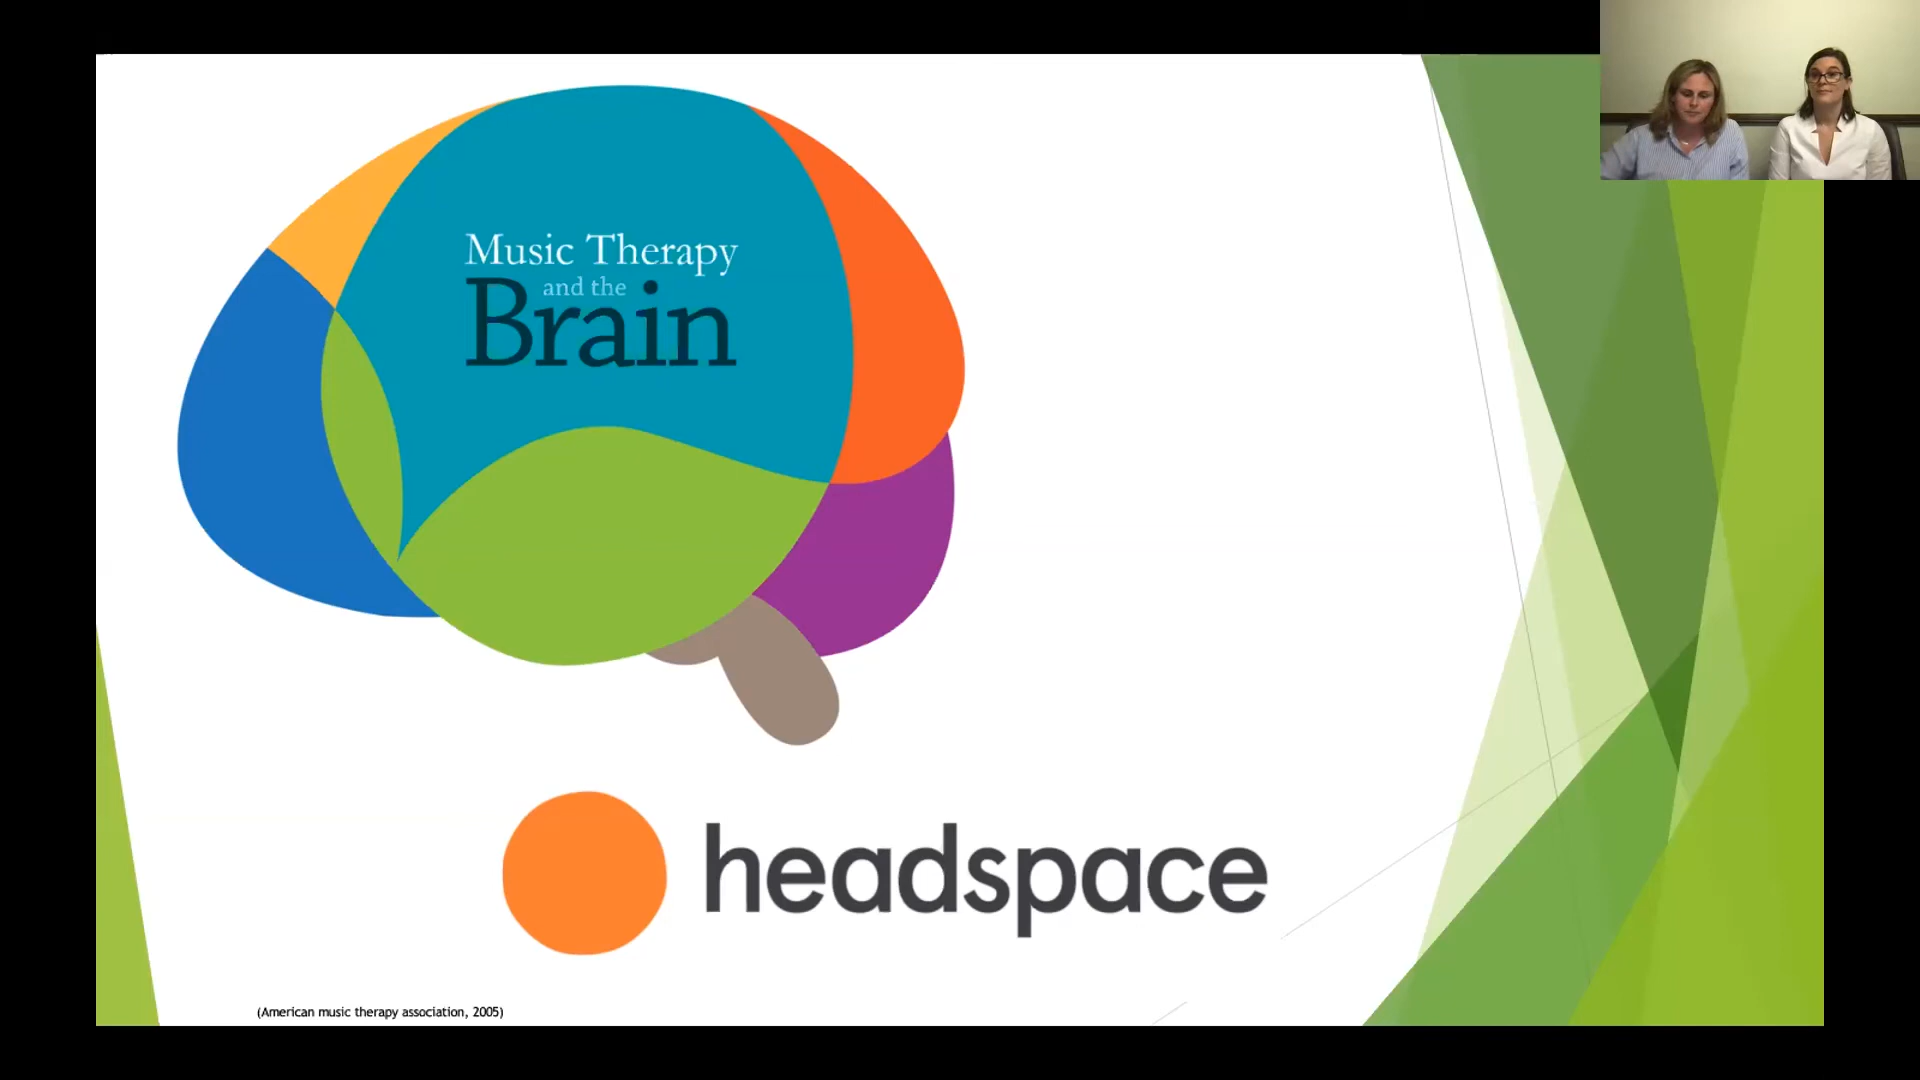 Music Therapy
and the
Brain
headspace
(American music therapy association, 2005)